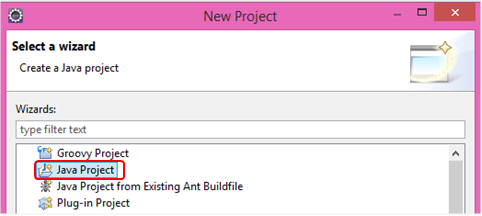 New Project
Select a wizard
Create a Java project
Wizards:
type filter text
Groovy Project
Java Project
Java Project from Existing Ant Buildfile
Plug-in Project